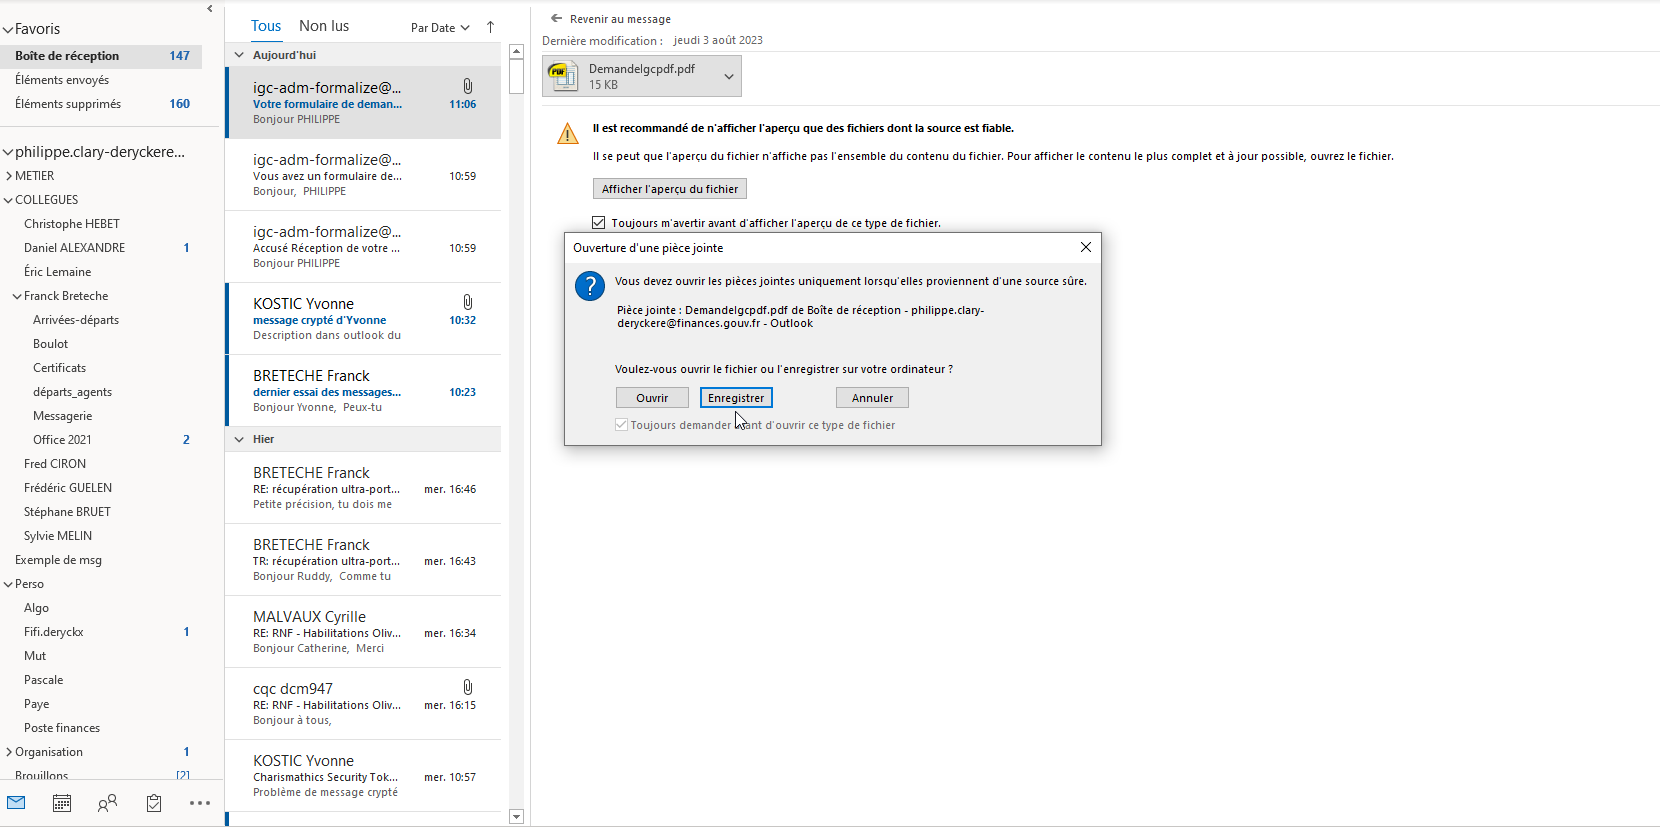 Favoris
Boîte de réception 147
Éléments envoyés
Éléments supprimés 160
philippe.clary-deryckere...
METIER
COLLEGUES
Christophe HEBET
Daniel ALEXANDRE 1
Éric Lemaine
Franck Breteche
Arrivées-départs
Boulot
Certificats
départs_agents
Messagerie
Office 2021 2
Fred CIRON
Frédéric GUELEN
Stéphane BRUET
Sylvie MELIN
Exemple de msg
Perso
Algo
Fifi.deryckx 1
Mut
Pascale
Paye
Poste finances
Organisation 1
Brouillons [2]
Tous Non lus Par Date
Aujourd'hui
igc-adm-formalize@...
Votre formulaire de deman... 11:06
Bonjour PHILIPPE
igc-adm-formalize@...
Vous avez un formulaire de... 10:59
Bonjour, PHILIPPE
igc-adm-formalize@...
Accusé Réception de votre ... 10:59
Bonjour PHILIPPE
KOSTIC Yvonne
message crypté d'Yvonne 10:32
Description dans outlook du
BRETECHE Franck
dernier essai des messages... 10:23
Bonjour Yvonne, Peux-tu
Hier
BRETECHE Franck
RE: récupération ultra-port... mer. 16:46
Petite précision, tu dois me
BRETECHE Franck
TR: récupération ultra-port... mer. 16:43
Bonjour Ruddy, Comme tu
MALVAUX Cyrille
RE: RNF - Habilitations Oliv... mer. 16:34
Bonjour Catherine, Merci
cqc dcm947
RE: RNF - Habilitations Oliv... mer. 16:15
Bonjour à tous,
KOSTIC Yvonne
Charismathics Security Tok... mer. 10:57
Problème de message crypté
Revenir au message
Dernière modification : jeudi 3 août 2023
PDF
DemandeIgcpdf.pdf
15 KB
Il est recommandé de n'afficher l'aperçu que des fichiers dont la source est fiable.
Il se peut que l'aperçu du fichier n'affiche pas l'ensemble du contenu du fichier. Pour afficher le contenu le plus complet et à jour possible, ouvrez le fichier.
Afficher l'aperçu du fichier
Toujours m'avertir avant d'afficher l'aperçu de ce type de fichier.
Ouverture d'une pièce jointe
Vous devez ouvrir les pièces jointes uniquement lorsqu'elles proviennent d'une source sûre.
Pièce jointe : DemandeIgcpdf.pdf de Boîte de réception - philippe.clary-
deryckere@finances.gouv.fr - Outlook
Voulez-vous ouvrir le fichier ou l'enregistrer sur votre ordinateur ?
Ouvrir Enregistrer Annuler
Toujours demander avant d'ouvrir ce type de fichier